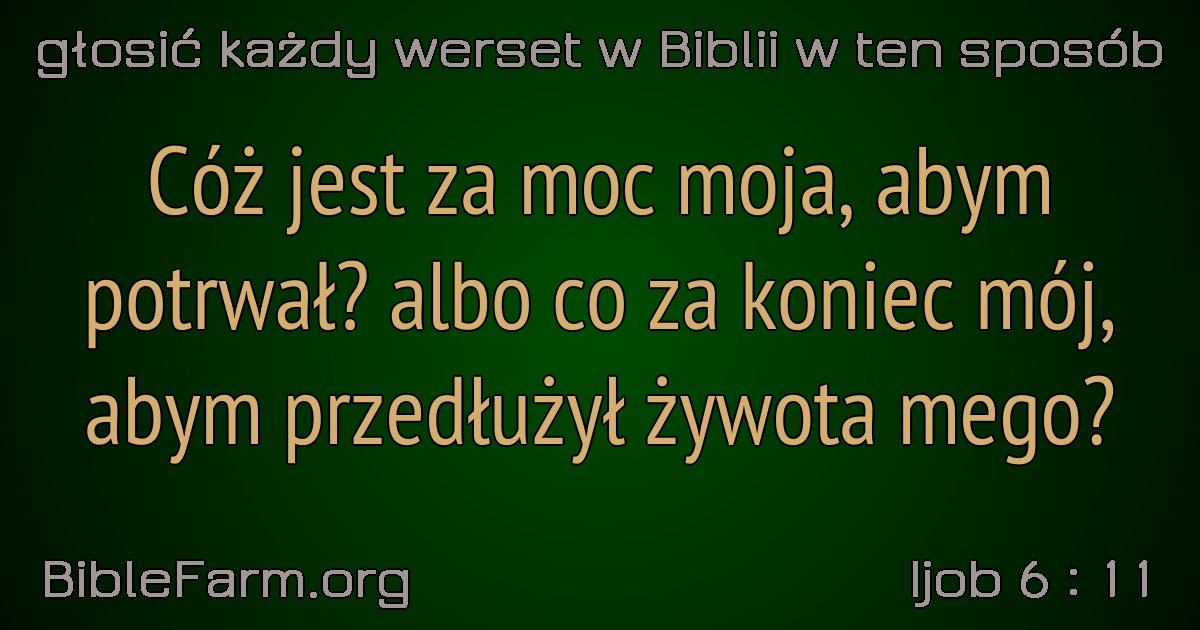 głosić każdy werset w Biblii w ten sposób
Cóż jest za moc moja, abym
potrwał? albo co za koniec mój,
abym przedłużył żywota mego?
BibleFarm.org
Ijob 6 : 11